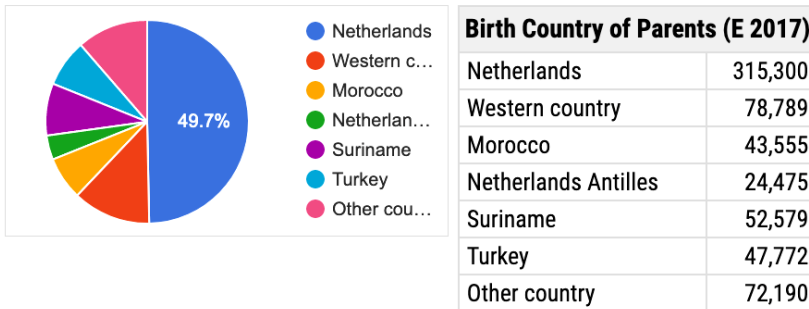 49.7%
Netherlands
Western c...
Morocco
Netherlan...
Suriname
Turkey
Other cou...
Birth Country of Parents (E 2017)
Netherlands 315,300
Western country 78,789
Morocco 43,555
Netherlands Antilles 24,475
Suriname 52,579
Turkey 47,772
Other country 72,190